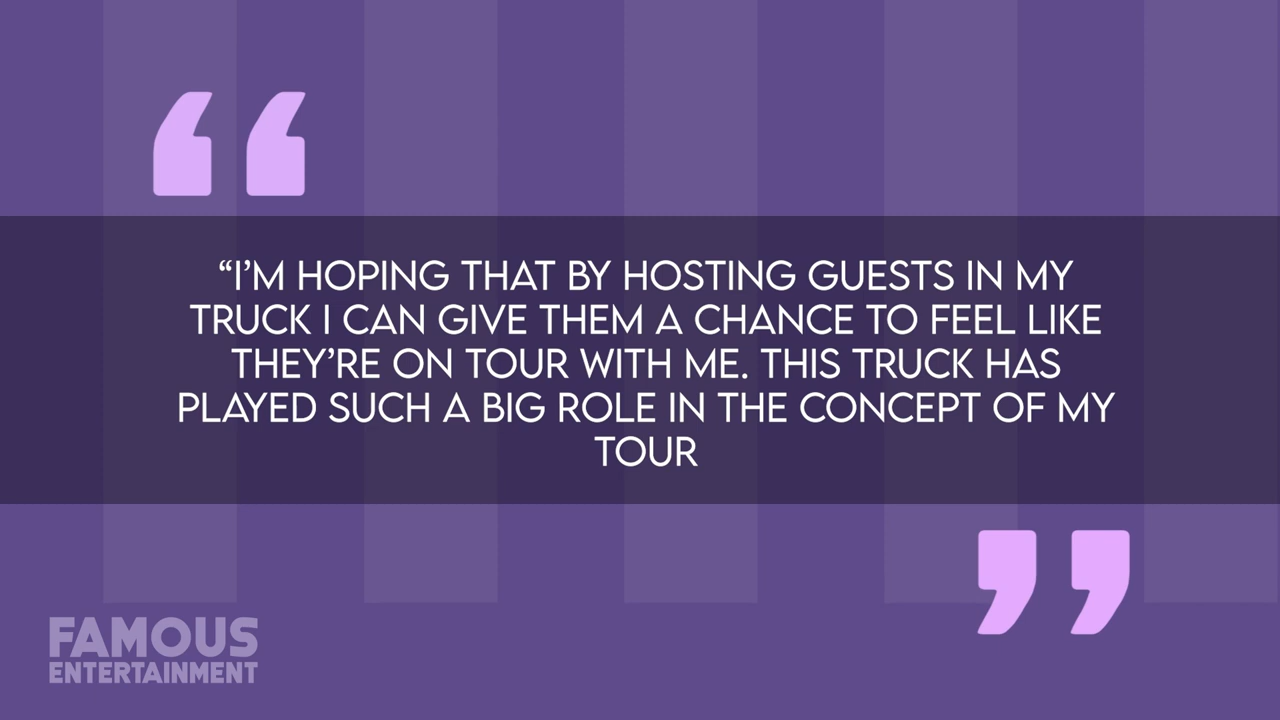 “I’M HOPING THAT BY HOSTING GUESTS IN MY
TRUCK I CAN GIVE THEM A CHANCE TO FEEL LIKE
THEY’RE ON TOUR WITH ME. THIS TRUCK HAS
PLAYED SUCH A BIG ROLE IN THE CONCEPT OF MY
TOUR
FAMOUS
ENTERTAINMENT